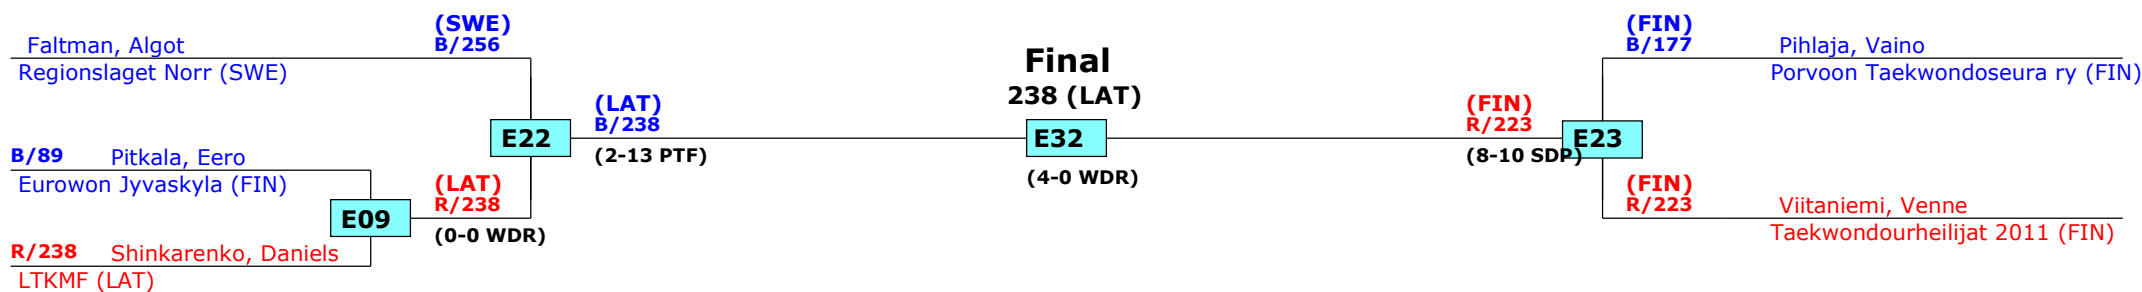 (SWE)
B/256
Faltman, Algot
Regionslaget Norr (SWE)
B/89 Pitkala, Eero
Eurowon Jyvaskyla (FIN)
E09
R/238 Shinkarenko, Daniels
LTKMF (LAT)
(LAT)
R/238
(0-0 WDR)
E22
(LAT)
B/238
(2-13 PTF)
Final
238 (LAT)
E32
(4-0 WDR)
(FIN)
R/223
(8-10 SDP)
E23
(FIN)
B/177 Pihlaja, Vaino
Porvoon Taekwondoseura ry (FIN)
(FIN)
R/223 Viitaniemi, Venne
Taekwondourheilijat 2011 (FIN)